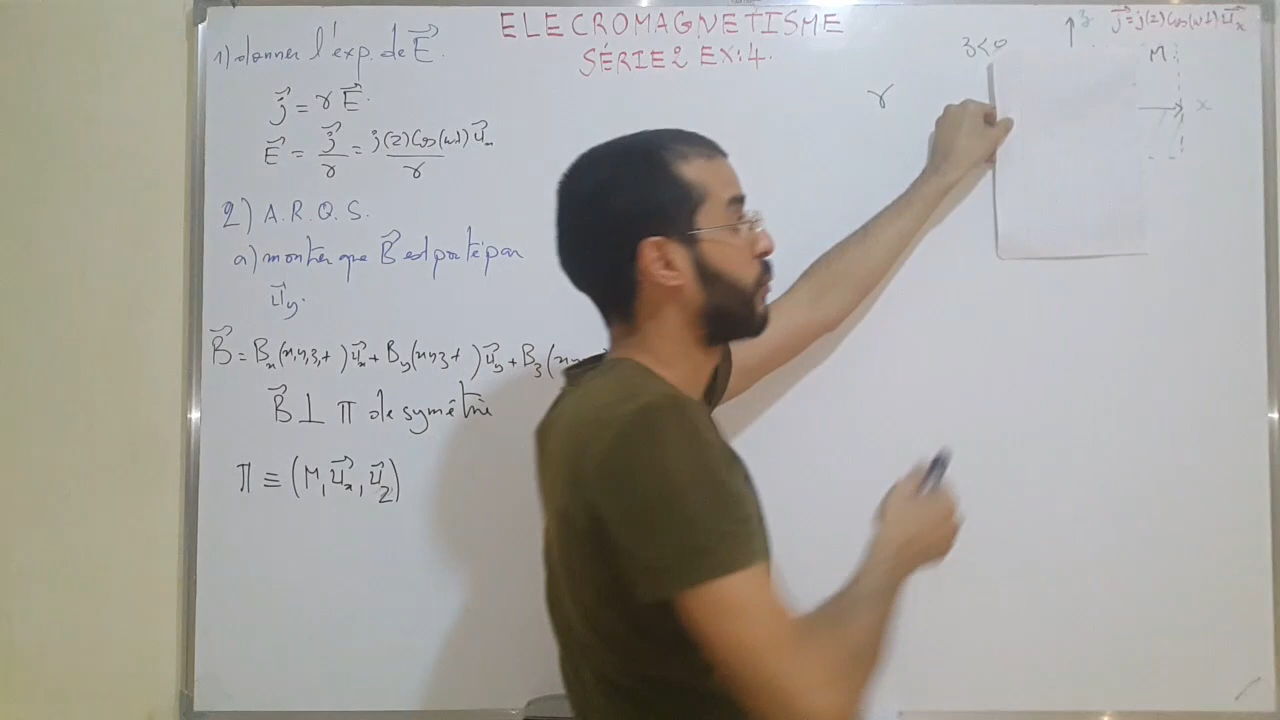 ELECROMAGNETISME
SÉRIE 2 EX:4.
1) donner l'exp. de E⃗.
j⃗ = γ E⃗.
E⃗ = j⃗/γ = j(z) cos(ωt) u⃗x / γ
2) A.R.Q.S.
a) montrer que B⃗ est porté par
u⃗y.
B⃗ = Bx(x,y,z,t) u⃗x + By(x,y,z,t) u⃗y + Bz(x,
B⃗ ⊥ Π de symétrie
Π ≡ (M, u⃗x, u⃗z)
γ
z<0
z
j⃗ = j(z) cos(ωt) u⃗x
M
x